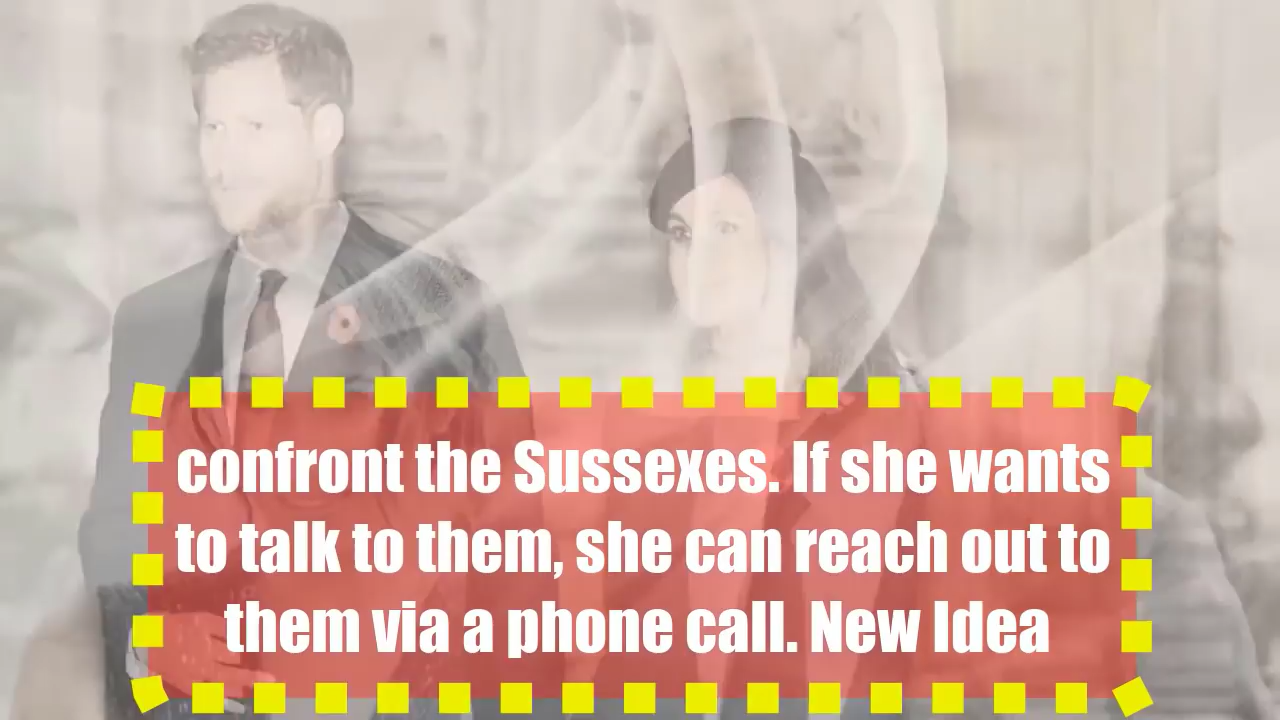 confront the Sussexes. If she wants
to talk to them, she can reach out to
them via a phone call. New Idea